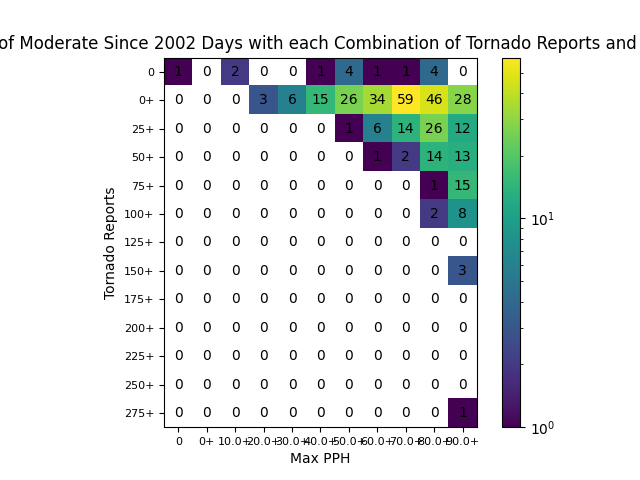 of Moderate Since 2002 Days with each Combination of Tornado Reports and
0 1 0 2 0 0 1 4 1 1 4 0
0+ 0 0 0 3 6 15 26 34 59 46 28
25+ 0 0 0 0 0 0 1 6 14 26 12
50+ 0 0 0 0 0 0 0 1 2 14 13
75+ 0 0 0 0 0 0 0 0 0 1 15
100+ 0 0 0 0 0 0 0 0 0 2 8
125+ 0 0 0 0 0 0 0 0 0 0 0
150+ 0 0 0 0 0 0 0 0 0 0 3
175+ 0 0 0 0 0 0 0 0 0 0 0
200+ 0 0 0 0 0 0 0 0 0 0 0
225+ 0 0 0 0 0 0 0 0 0 0 0
250+ 0 0 0 0 0 0 0 0 0 0 0
275+ 0 0 0 0 0 0 0 0 0 0 1
0 0+ 10.0+ 20.0+ 30.0+ 40.0+ 50.0+ 60.0+ 70.0+ 80.0+ 90.0+
Max PPH
Tornado Reports
10¹
10⁰